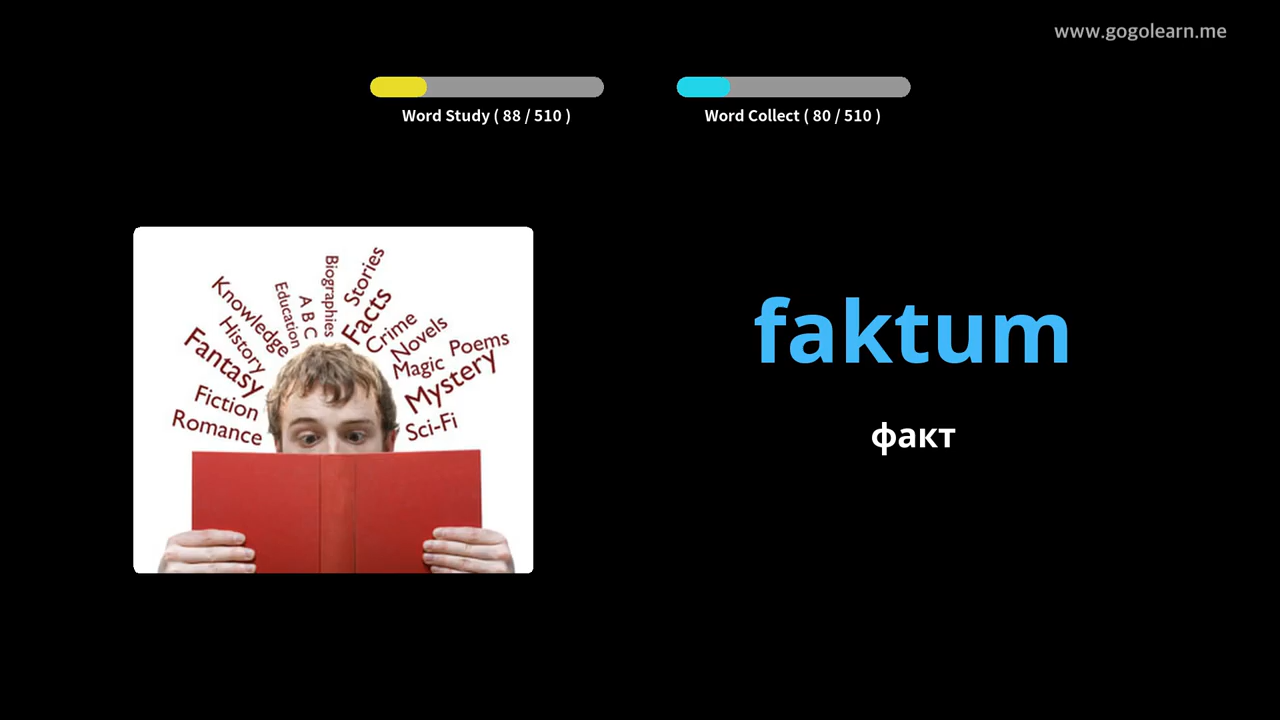 www.gogolearn.me
Word Study ( 88 / 510 )
Word Collect ( 80 / 510 )
Knowledge
Education
A B C
Biographies
Stories
Facts
Crime
Novels
Poems
History
Fantasy
Magic
Mystery
Fiction
Romance
Sci-Fi
faktum
факт